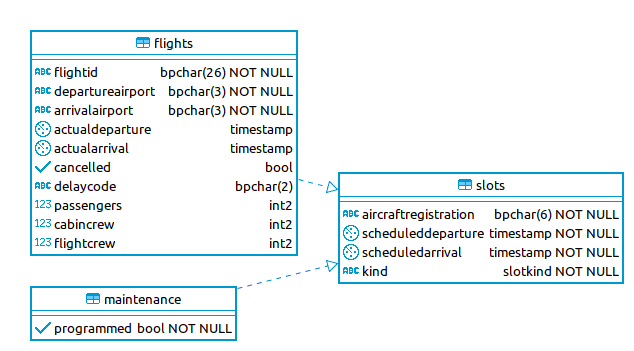 flights
ABC flightid bpchar(26) NOT NULL
ABC departureairport bpchar(3) NOT NULL
ABC arrivalairport bpchar(3) NOT NULL
actualdeparture timestamp
actualarrival timestamp
cancelled bool
ABC delaycode bpchar(2)
123 passengers int2
123 cabincrew int2
123 flightcrew int2
slots
ABC aircraftregistration bpchar(6) NOT NULL
scheduleddeparture timestamp NOT NULL
scheduledarrival timestamp NOT NULL
ABC kind slotkind NOT NULL
maintenance
programmed bool NOT NULL